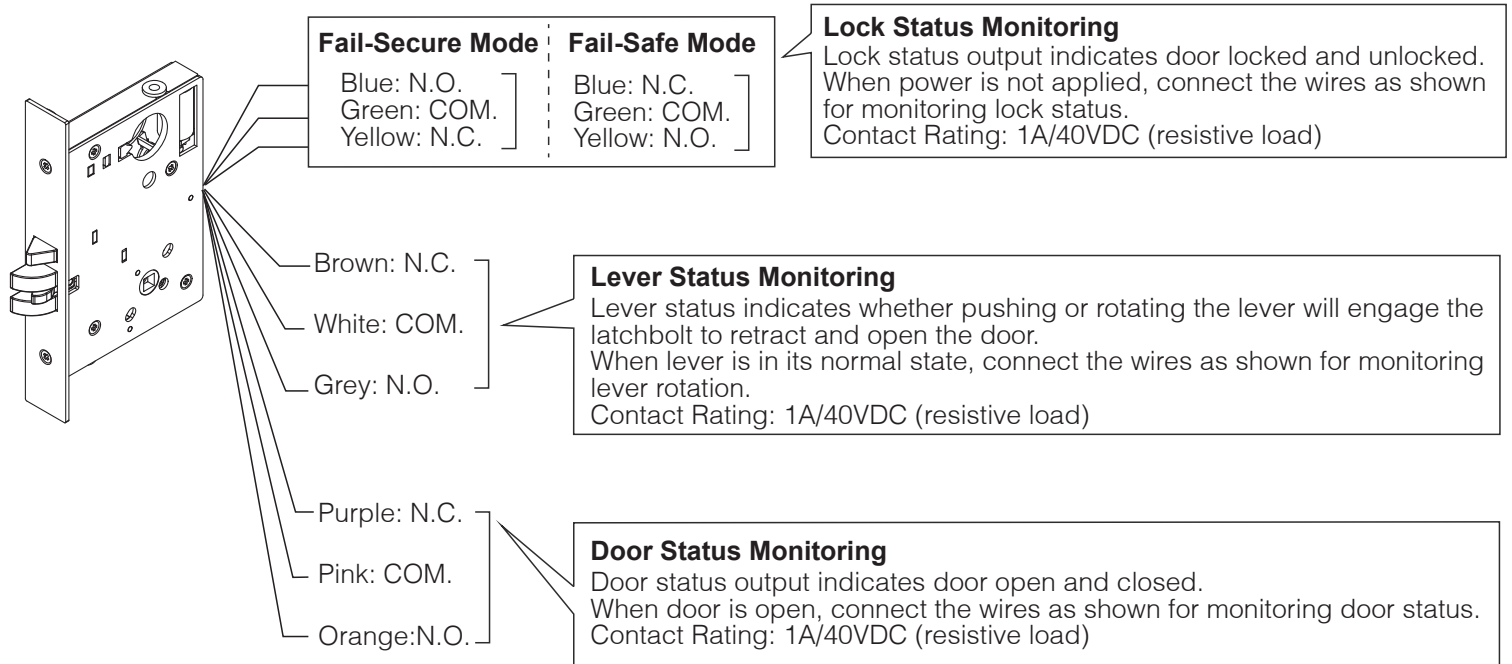 Fail-Secure Mode
Blue: N.O.
Green: COM.
Yellow: N.C.
Fail-Safe Mode
Blue: N.C.
Green: COM.
Yellow: N.O.
Lock Status Monitoring
Lock status output indicates door locked and unlocked.
When power is not applied, connect the wires as shown
for monitoring lock status.
Contact Rating: 1A/40VDC (resistive load)
Brown: N.C.
White: COM.
Grey: N.O.
Lever Status Monitoring
Lever status indicates whether pushing or rotating the lever will engage the
latchbolt to retract and open the door.
When lever is in its normal state, connect the wires as shown for monitoring
lever rotation.
Contact Rating: 1A/40VDC (resistive load)
Purple: N.C.
Pink: COM.
Orange:N.O.
Door Status Monitoring
Door status output indicates door open and closed.
When door is open, connect the wires as shown for monitoring door status.
Contact Rating: 1A/40VDC (resistive load)